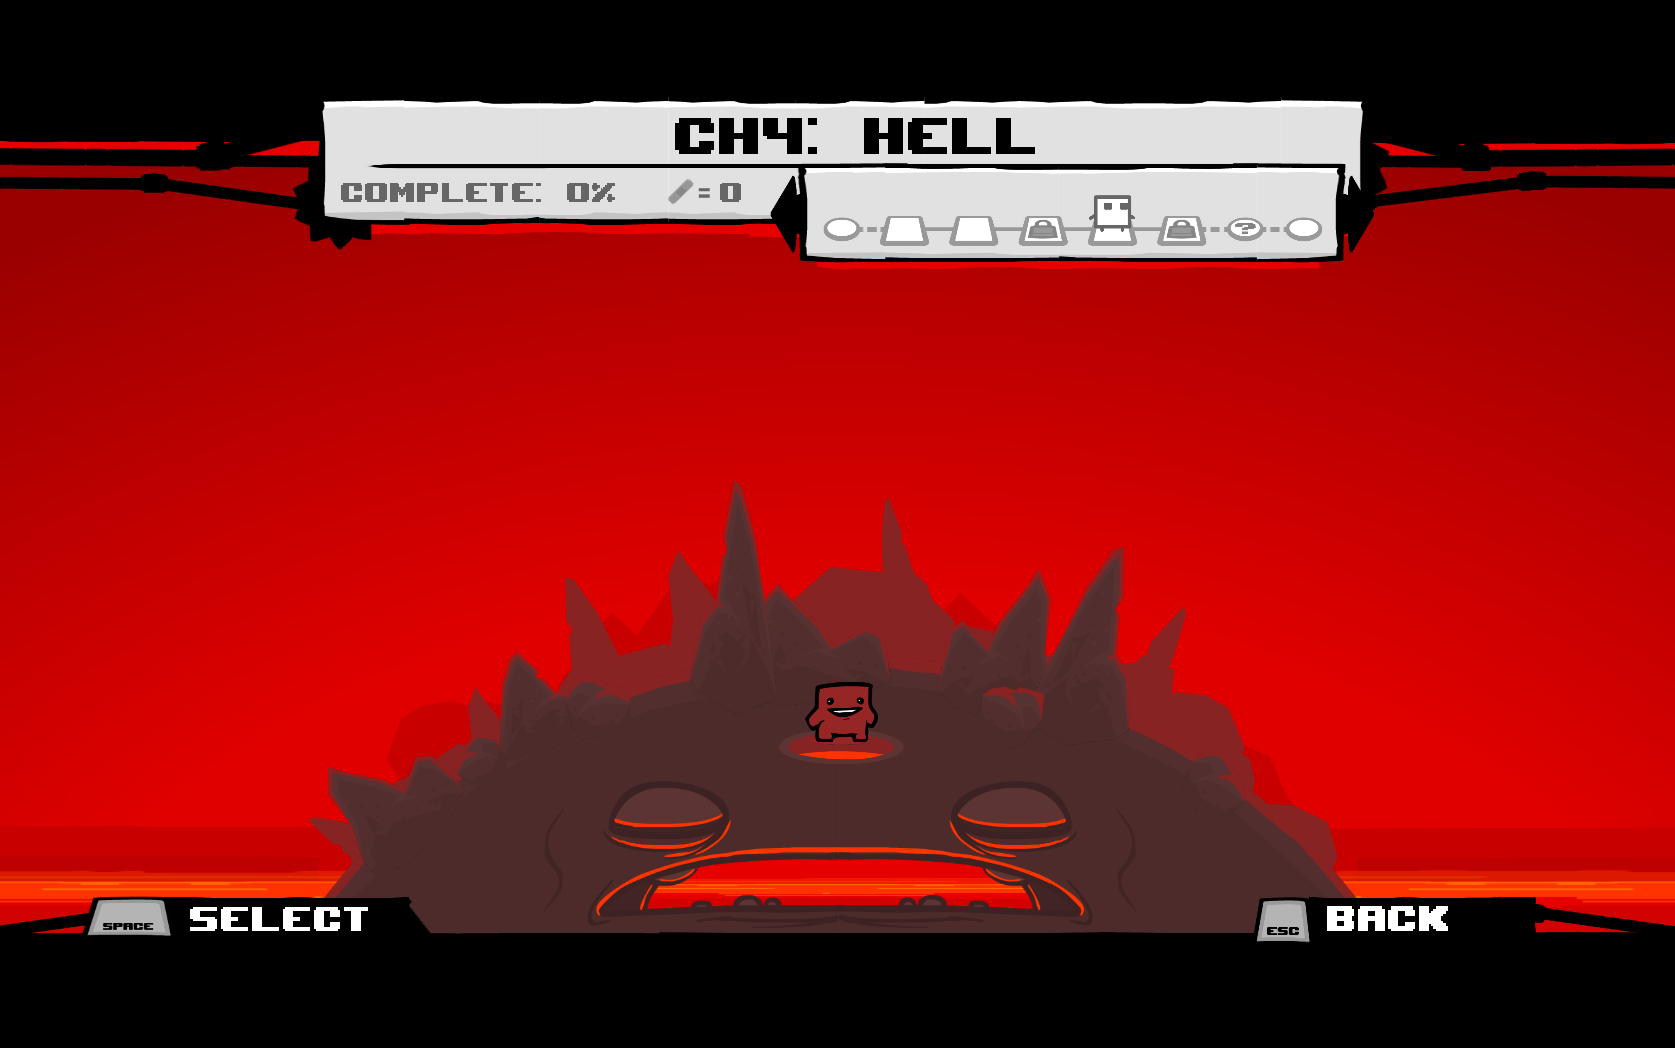 CH4: HELL
COMPLETE: 0% =0
?
SPACE SELECT
ESC BACK